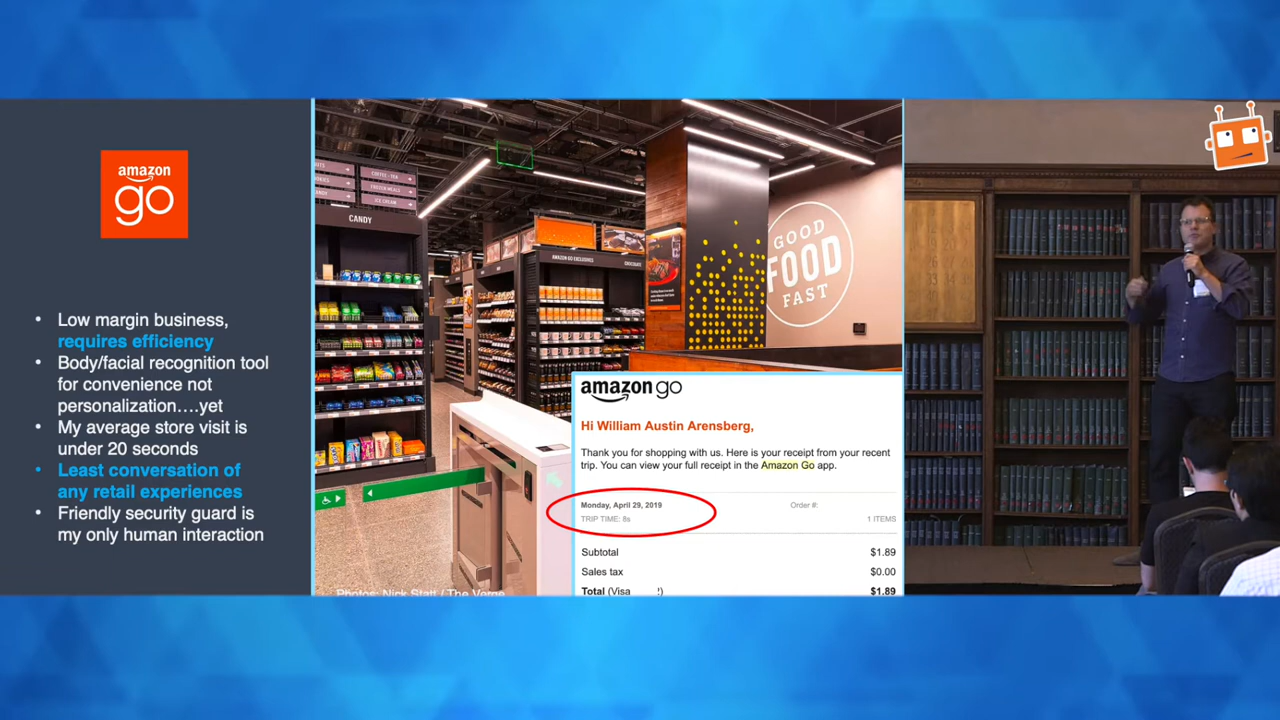 amazon
go
Low margin business,
requires efficiency
Body/facial recognition tool
for convenience not
personalization....yet
My average store visit is
under 20 seconds
Least conversation of
any retail experiences
Friendly security guard is
my only human interaction
COFFEE + TEA
FROZEN MEALS
ICE CREAM
CANDY
AMAZON GO EXCLUSIVES
CHOCOLATE
GOOD
FOOD
FAST
Photos: Nick Statt / The Verge
amazon go
Hi William Austin Arensberg,
Thank you for shopping with us. Here is your receipt from your recent
trip. You can view your full receipt in the Amazon Go app.
Monday, April 29, 2019
Order #:
TRIP TIME: 8s
1 ITEMS
Subtotal $1.89
Sales tax $0.00
Total (Visa ) $1.89